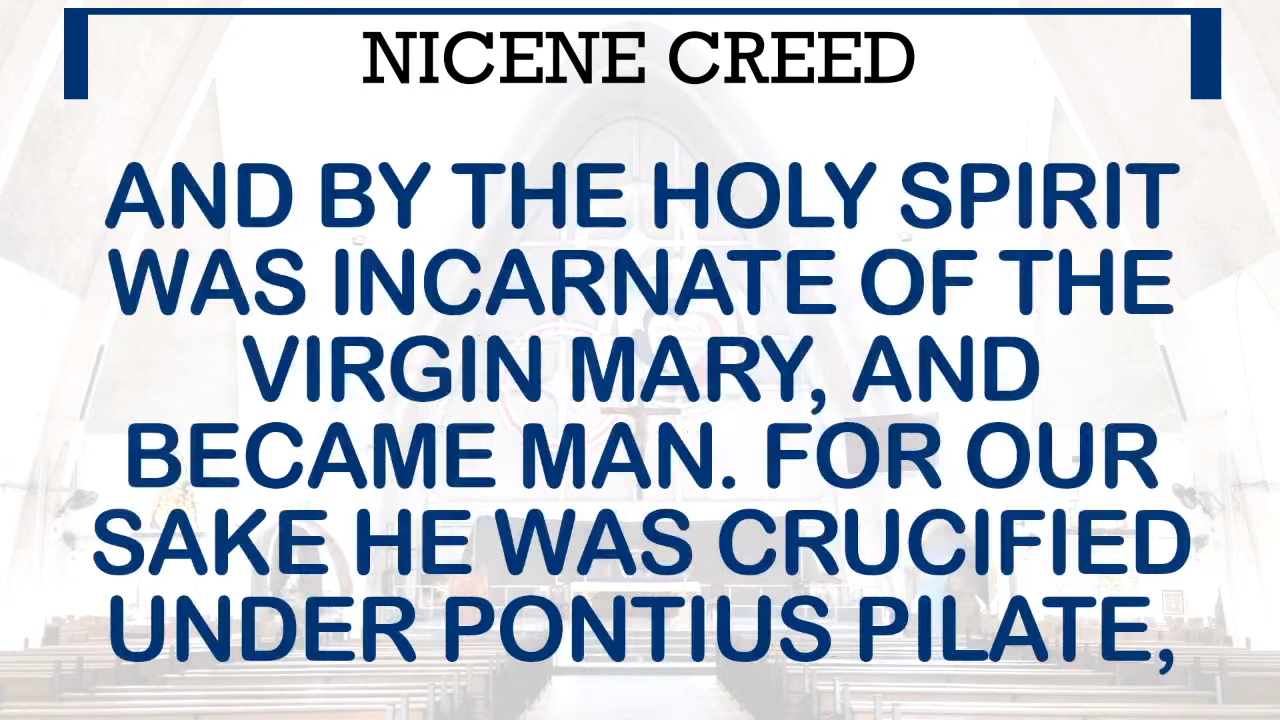 NICENE CREED
AND BY THE HOLY SPIRIT
WAS INCARNATE OF THE
VIRGIN MARY, AND
BECAME MAN. FOR OUR
SAKE HE WAS CRUCIFIED
UNDER PONTIUS PILATE,